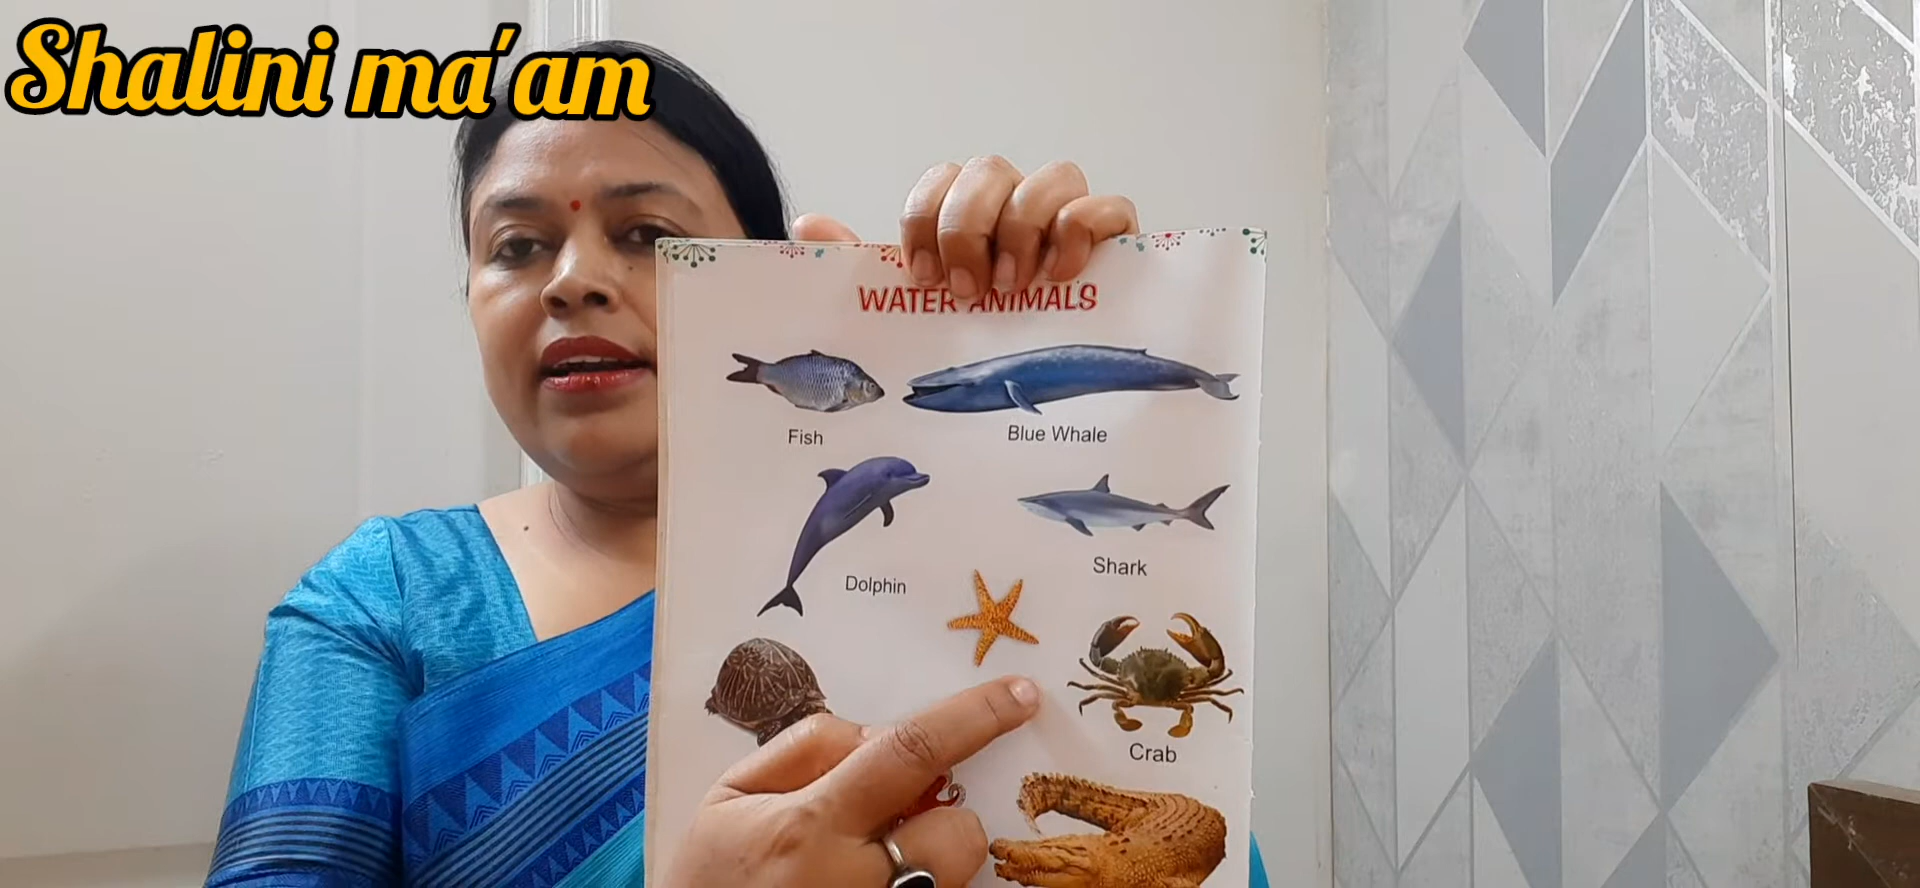 Shalini ma'am
WATER ANIMALS
Fish
Blue Whale
Dolphin
Shark
Crab